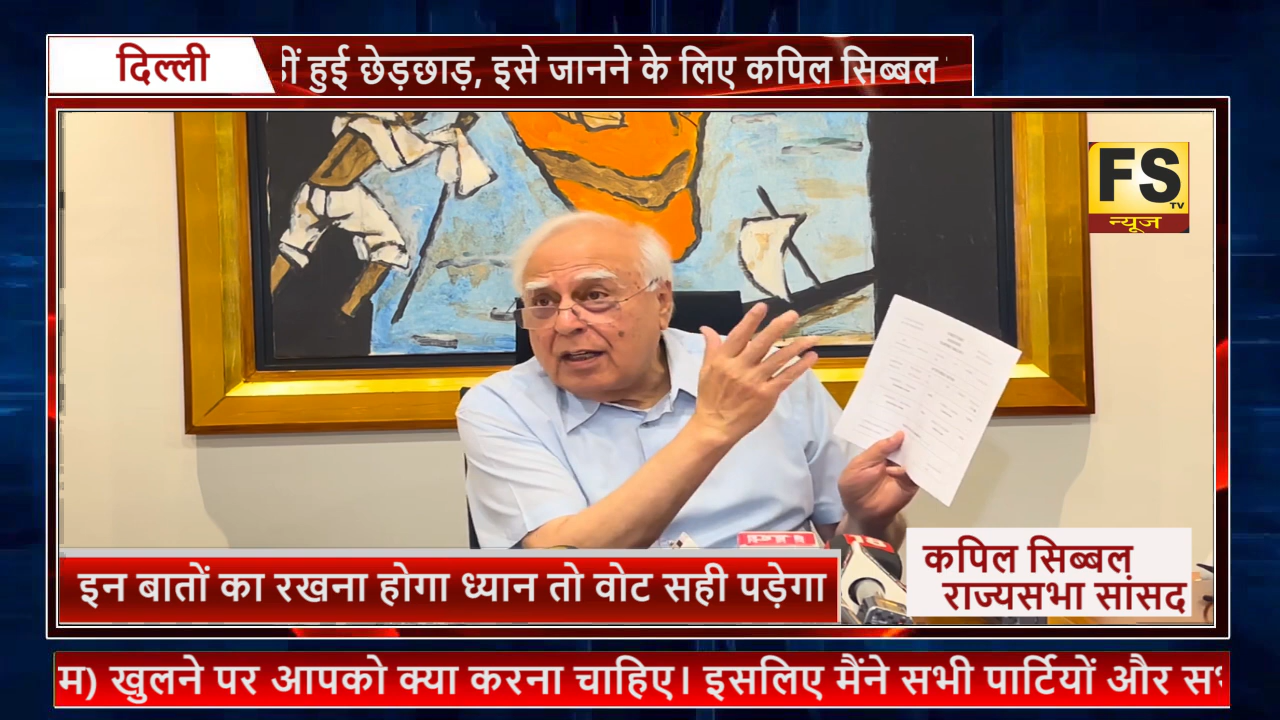 दिल्ली
हुई छेड़छाड़, इसे जानने के लिए कपिल सिब्बल
FS
TV
न्यूज
कपिल सिब्बल
राज्यसभा सांसद
इन बातों का रखना होगा ध्यान तो वोट सही पड़ेगा
म) खुलने पर आपको क्या करना चाहिए। इसलिए मैंने सभी पार्टियों और